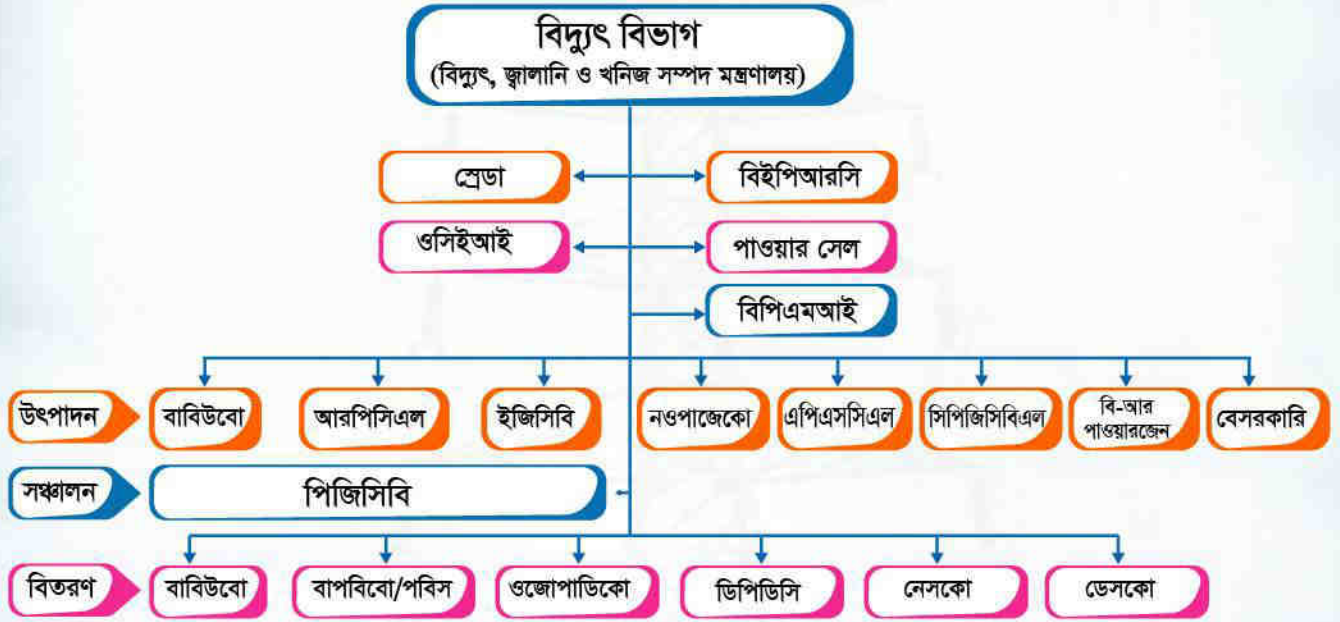 বিদ্যুৎ বিভাগ
(বিদ্যুৎ, জ্বালানি ও খনিজ সম্পদ মন্ত্রণালয়)
স্রেডা
বিইপিআরসি
ওসিইআই
পাওয়ার সেল
বিপিএমআই
উৎপাদন
বাবিউবো
আরপিসিএল
ইজিসিবি
নওপাজেকো
এপিএসসিএল
সিপিজিসিবিএল
বি-আর
পাওয়ারজেন
বেসরকারি
সঞ্চালন
পিজিসিবি
বিতরণ
বাবিউবো
বাপবিবো/পবিস
ওজোপাডিকো
ডিপিডিসি
নেসকো
ডেসকো